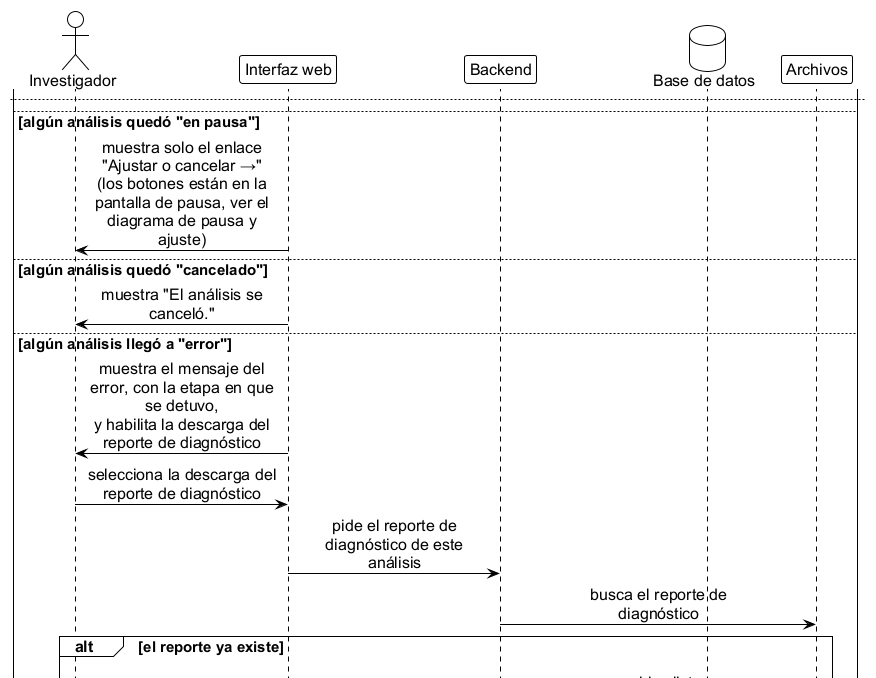 Investigador
Interfaz web
Backend
Base de datos
Archivos
[algún análisis quedó "en pausa"]
muestra solo el enlace
"Ajustar o cancelar →"
(los botones están en la
pantalla de pausa, ver el
diagrama de pausa y
ajuste)
[algún análisis quedó "cancelado"]
muestra "El análisis se
canceló."
[algún análisis llegó a "error"]
muestra el mensaje del
error, con la etapa en que
se detuvo,
y habilita la descarga del
reporte de diagnóstico
selecciona la descarga del
reporte de diagnóstico
pide el reporte de
diagnóstico de este
análisis
busca el reporte de
diagnóstico
alt
[el reporte ya existe]